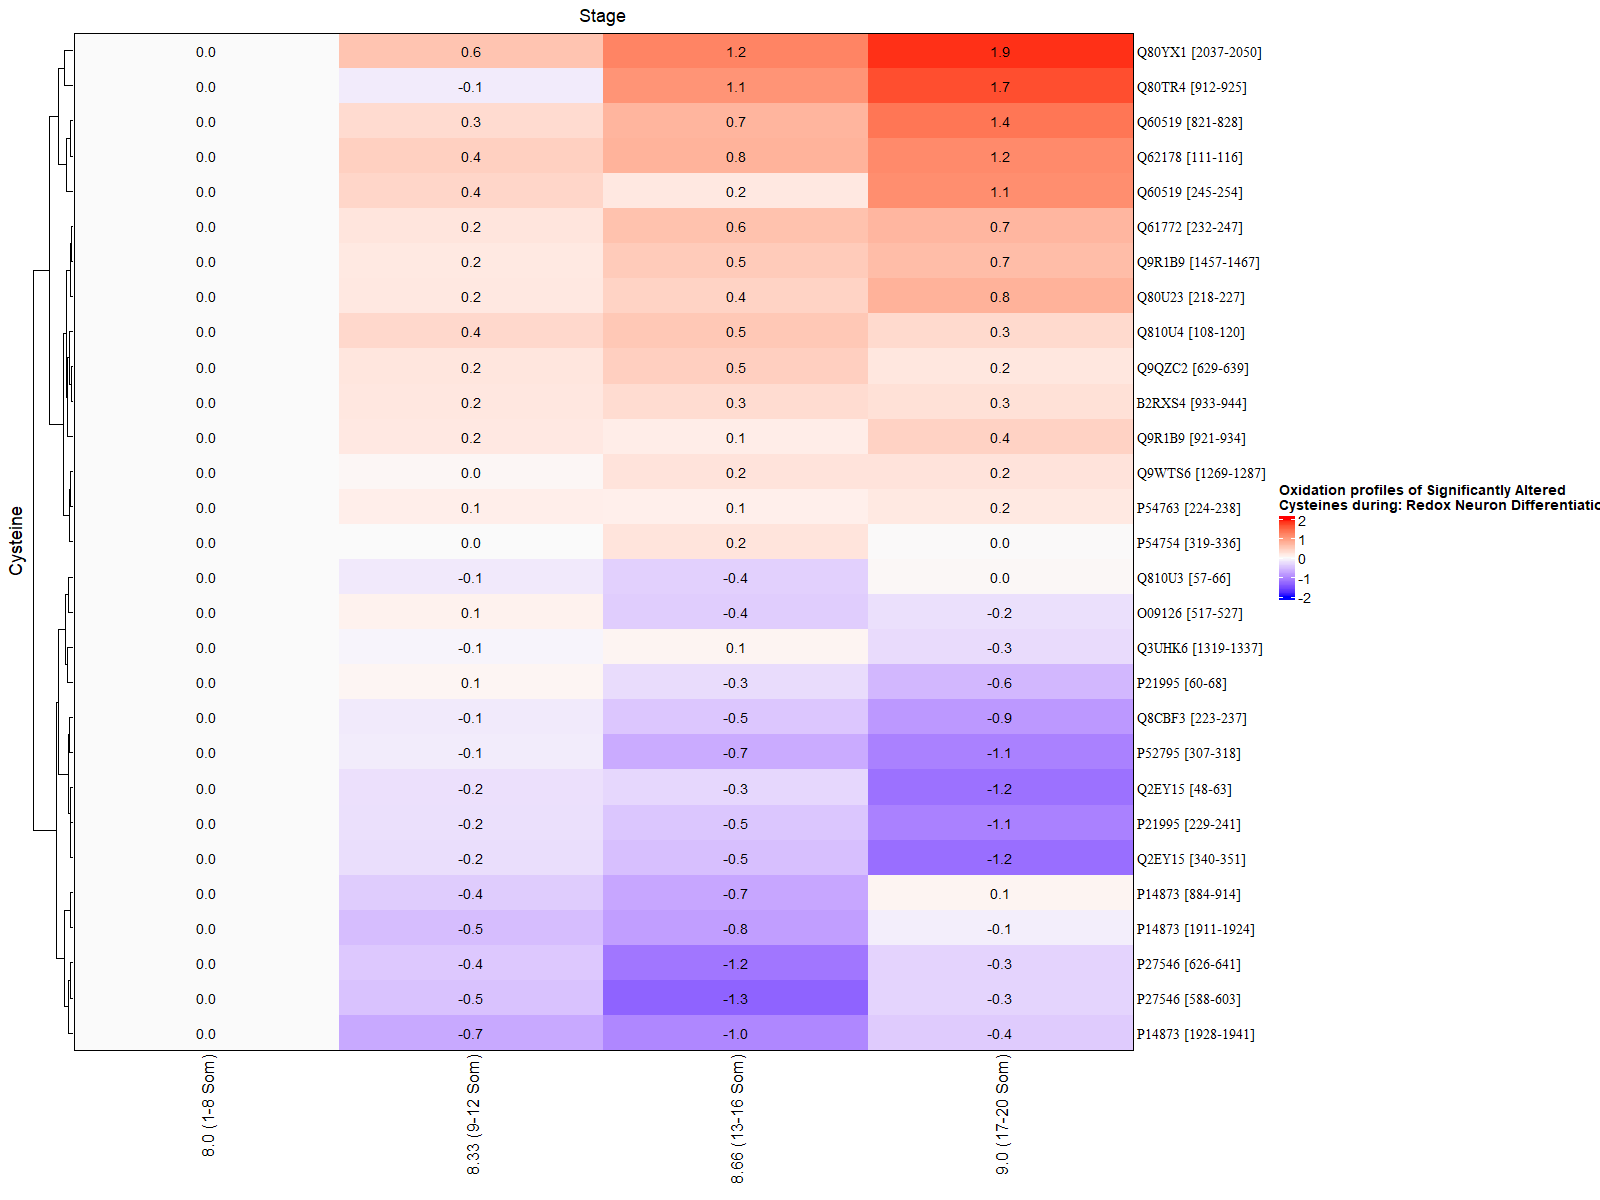 Stage
0.0 0.6 1.2 1.9 Q80YX1 [2037-2050]
0.0 -0.1 1.1 1.7 Q80TR4 [912-925]
0.0 0.3 0.7 1.4 Q60519 [821-828]
0.0 0.4 0.8 1.2 Q62178 [111-116]
0.0 0.4 0.2 1.1 Q60519 [245-254]
0.0 0.2 0.6 0.7 Q61772 [232-247]
0.0 0.2 0.5 0.7 Q9R1B9 [1457-1467]
0.0 0.2 0.4 0.8 Q80U23 [218-227]
0.0 0.4 0.5 0.3 Q810U4 [108-120]
0.0 0.2 0.5 0.2 Q9QZC2 [629-639]
0.0 0.2 0.3 0.3 B2RXS4 [933-944]
0.0 0.2 0.1 0.4 Q9R1B9 [921-934]
0.0 0.0 0.2 0.2 Q9WTS6 [1269-1287]
0.0 0.1 0.1 0.2 P54763 [224-238]
0.0 0.0 0.2 0.0 P54754 [319-336]
0.0 -0.1 -0.4 0.0 Q810U3 [57-66]
0.0 0.1 -0.4 -0.2 O09126 [517-527]
0.0 -0.1 0.1 -0.3 Q3UHK6 [1319-1337]
0.0 0.1 -0.3 -0.6 P21995 [60-68]
0.0 -0.1 -0.5 -0.9 Q8CBF3 [223-237]
0.0 -0.1 -0.7 -1.1 P52795 [307-318]
0.0 -0.2 -0.3 -1.2 Q2EY15 [48-63]
0.0 -0.2 -0.5 -1.1 P21995 [229-241]
0.0 -0.2 -0.5 -1.2 Q2EY15 [340-351]
0.0 -0.4 -0.7 0.1 P14873 [884-914]
0.0 -0.5 -0.8 -0.1 P14873 [1911-1924]
0.0 -0.4 -1.2 -0.3 P27546 [626-641]
0.0 -0.5 -1.3 -0.3 P27546 [588-603]
0.0 -0.7 -1.0 -0.4 P14873 [1928-1941]
Cysteine
8.0 (1-8 Som)
8.33 (9-12 Som)
8.66 (13-16 Som)
9.0 (17-20 Som)
Oxidation profiles of Significantly Altered
Cysteines during: Redox Neuron Differentiatio
2
1
0
-1
-2